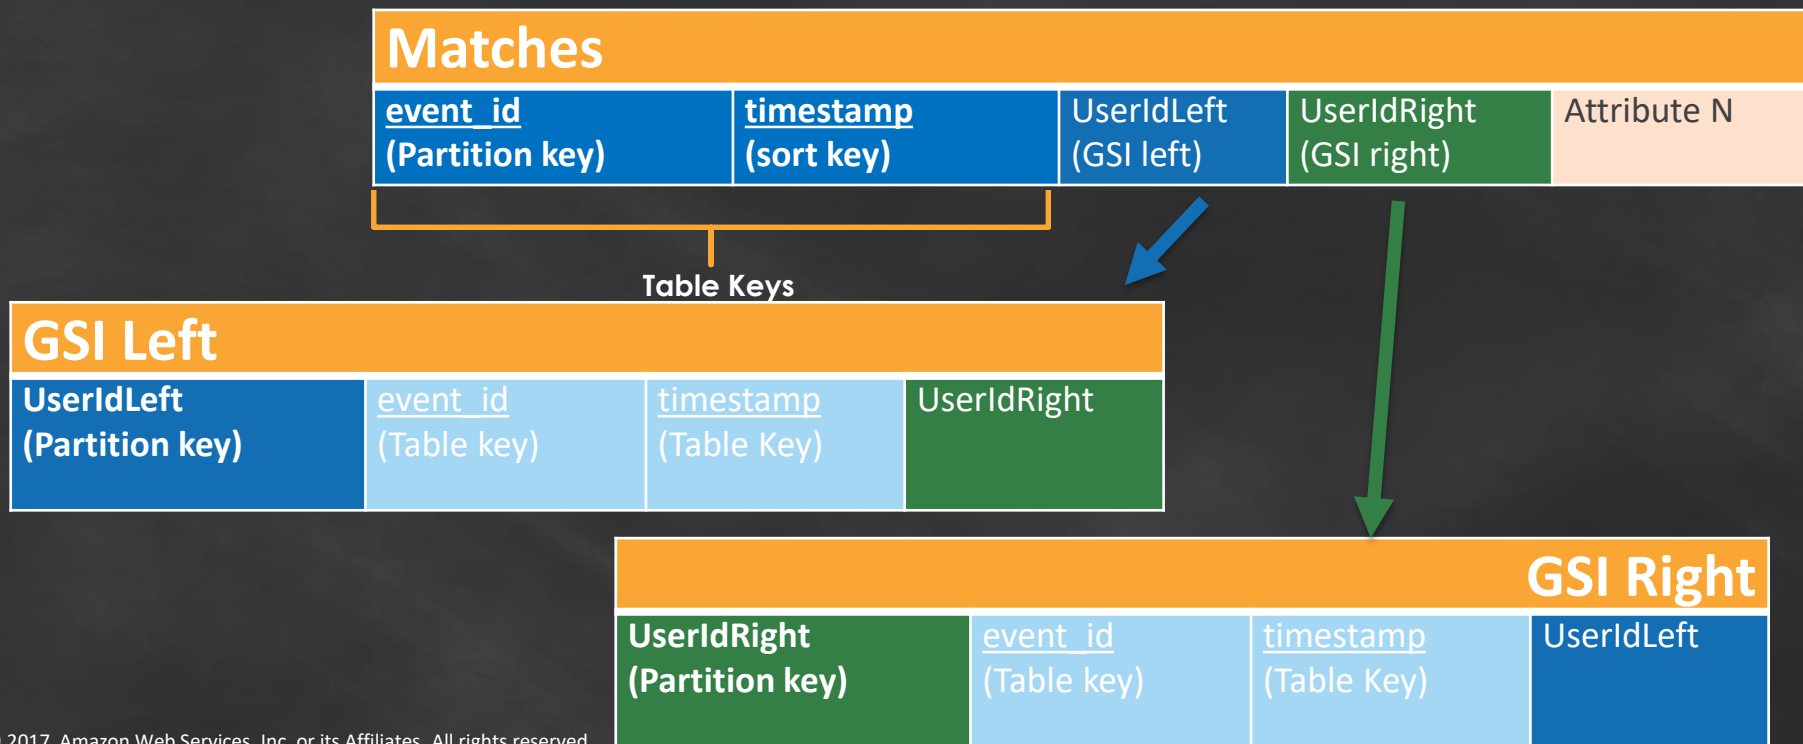 Matches
event_id
(Partition key)
timestamp
(sort key)
UserIdLeft
(GSI left)
UserIdRight
(GSI right)
Attribute N
Table Keys
GSI Left
UserIdLeft
(Partition key)
event_id
(Table key)
timestamp
(Table Key)
UserIdRight
GSI Right
UserIdRight
(Partition key)
event_id
(Table key)
timestamp
(Table Key)
UserIdLeft
2017, Amazon Web Services, Inc. or its Affiliates. All rights reserved